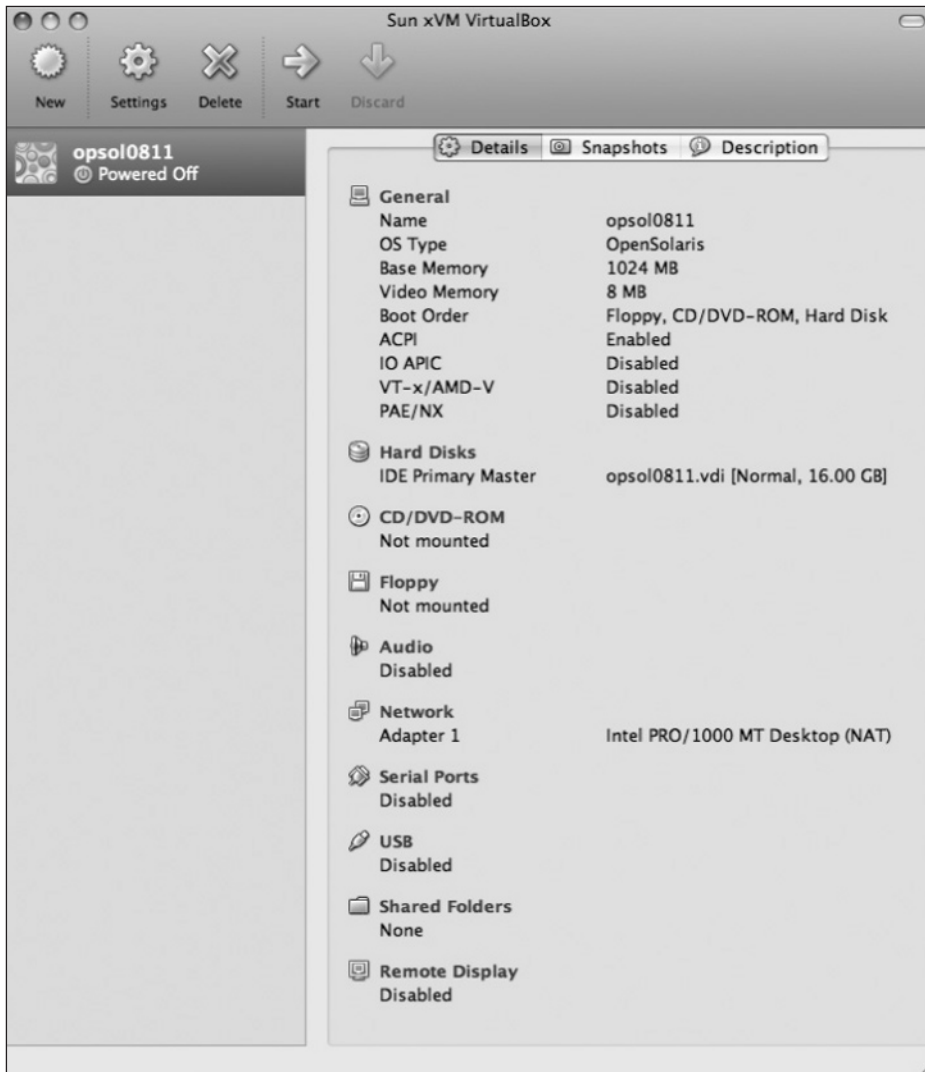 Sun xVM VirtualBox
New Settings Delete Start Discard
opsol0811
Powered Off
Details Snapshots Description
General
Name opsol0811
OS Type OpenSolaris
Base Memory 1024 MB
Video Memory 8 MB
Boot Order Floppy, CD/DVD-ROM, Hard Disk
ACPI Enabled
IO APIC Disabled
VT-x/AMD-V Disabled
PAE/NX Disabled
Hard Disks
IDE Primary Master opsol0811.vdi [Normal, 16.00 GB]
CD/DVD-ROM
Not mounted
Floppy
Not mounted
Audio
Disabled
Network
Adapter 1 Intel PRO/1000 MT Desktop (NAT)
Serial Ports
Disabled
USB
Disabled
Shared Folders
None
Remote Display
Disabled